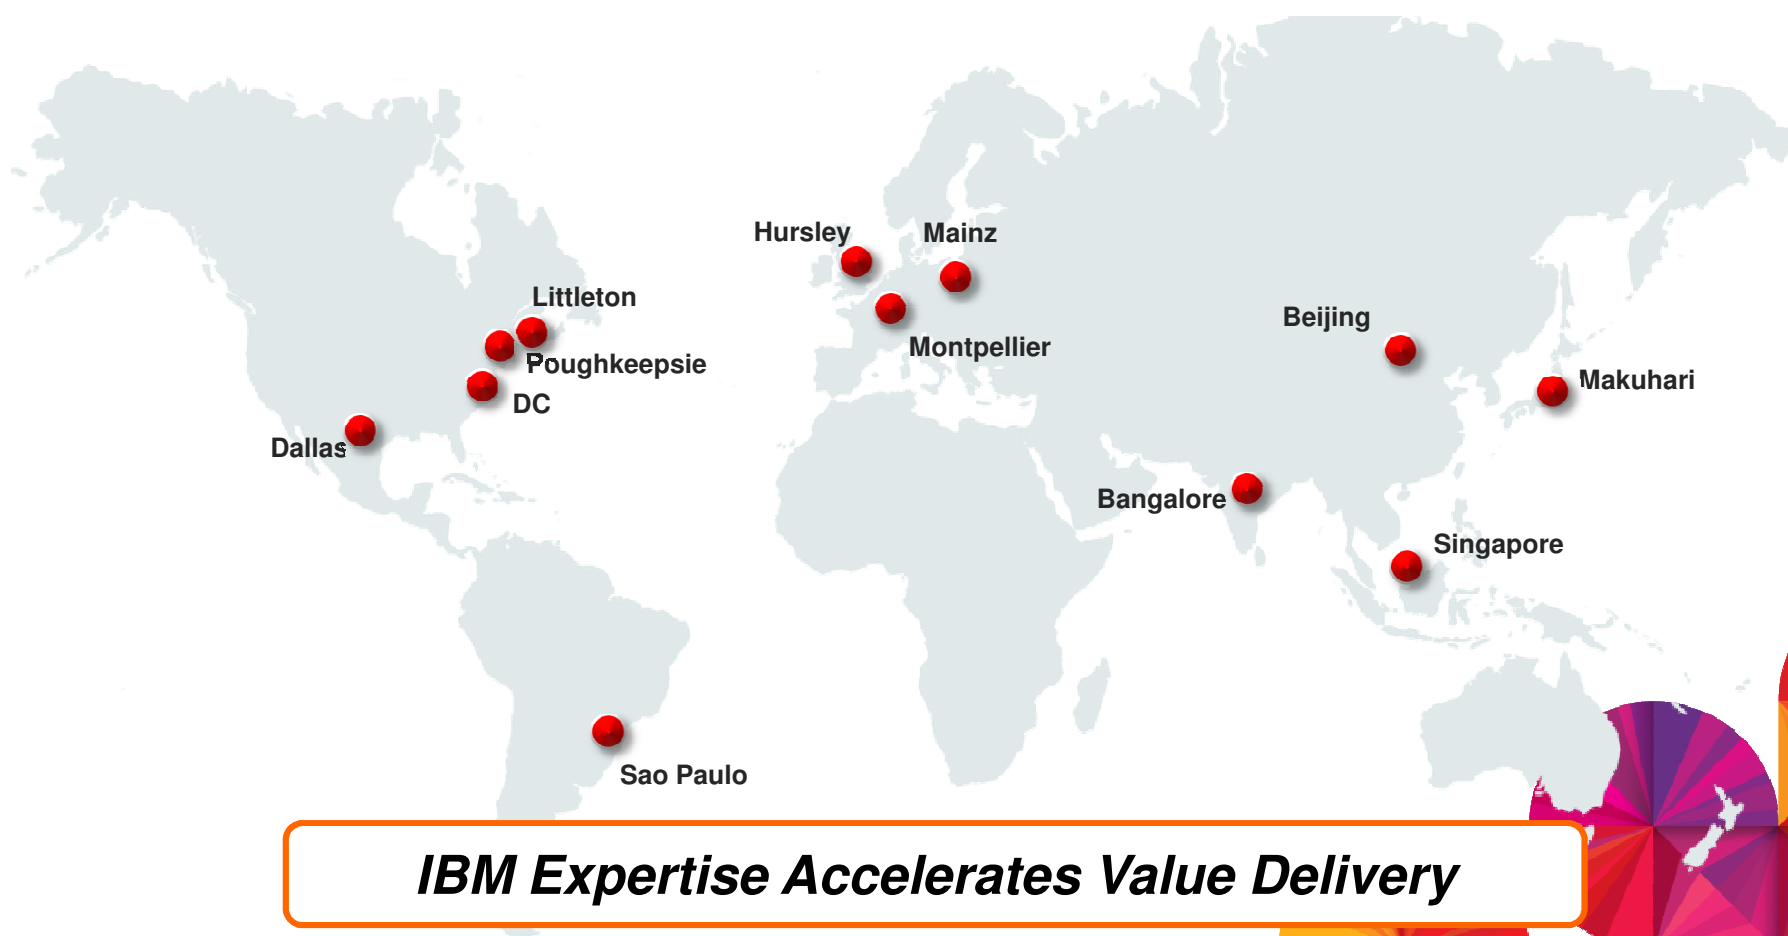 Hursley
Mainz
Littleton
Beijing
Montpellier
Poughkeepsie
Makuhari
DC
Dallas
Bangalore
Singapore
Sao Paulo
IBM Expertise Accelerates Value Delivery